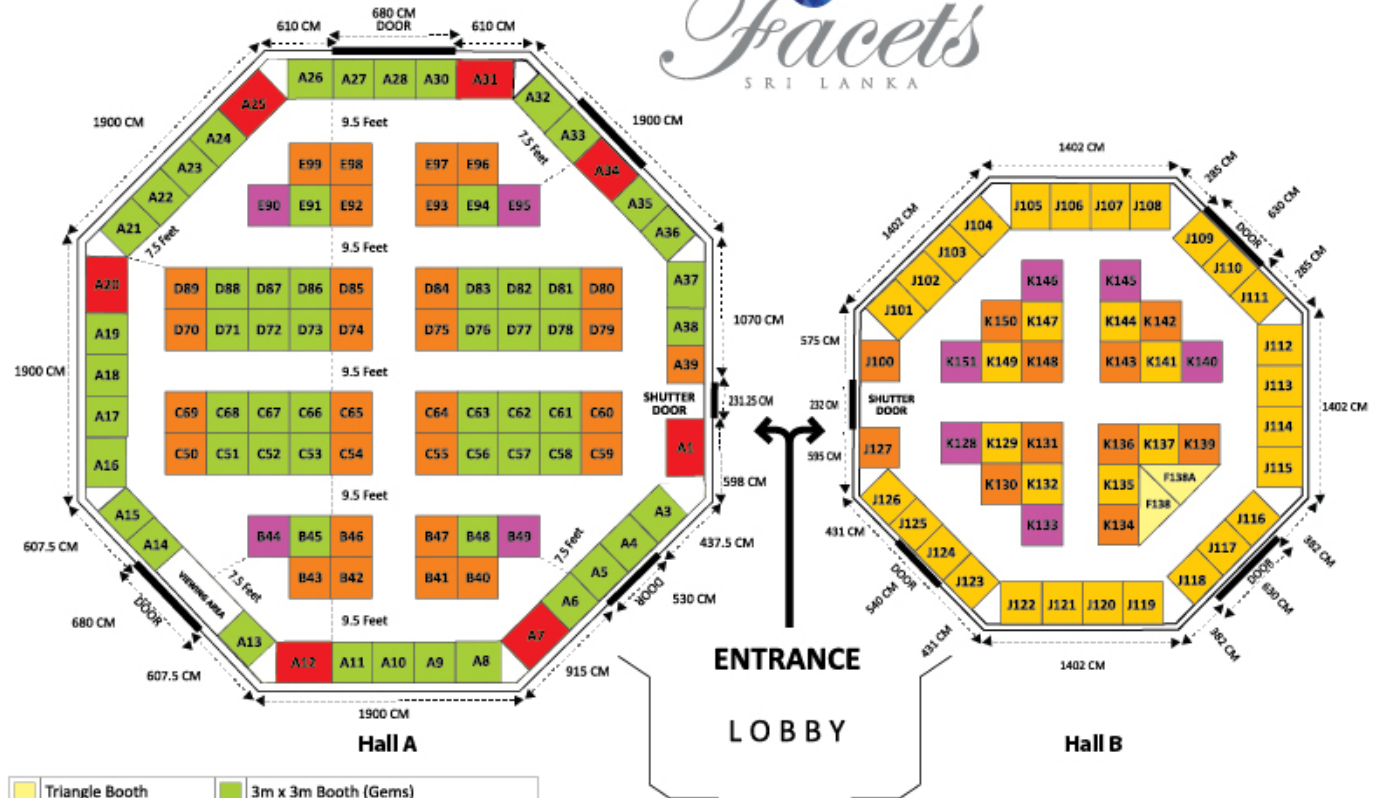 Facets
SRI LANKA
680 CM
DOOR
610 CM
610 CM
A26 A27 A28 A30 A31
A25
A32
1900 CM
9.5 Feet
1900 CM
A24
A33
7.5 Feet
A23
E99 E98 E97 E96
A34
A22
E90 E91 E92 E93 E94 E95
A35
A21
A36
7.5 Feet
9.5 Feet
A20
D89 D88 D87 D86 D85 D84 D83 D82 D81 D80
A37
A19
D70 D71 D72 D73 D74 D75 D76 D77 D78 D79
A38
1070 CM
1900 CM
A18
9.5 Feet
A39
A17
C69 C68 C67 C66 C65 C64 C63 C62 C61 C60
SHUTTER
DOOR
231.25 CM
A16
C50 C51 C52 C53 C54 C55 C56 C57 C58 C59
A1
598 CM
9.5 Feet
A15
A3
A14
B44 B45 B46 B47 B48 B49
A4
607.5 CM
437.5 CM
7.5 Feet
VIEWING AREA
7.5 Feet
B43 B42 B41 B40
A5
DOOR
530 CM
A6
DOOR
680 CM
9.5 Feet
A13
A7
A12 A11 A10 A9 A8
607.5 CM
915 CM
1900 CM
Hall A
1402 CM
285 CM
630 CM
1402 CM
J105 J106 J107 J108
J104
J109
DOOR
J103
J110
285 CM
J102
K146 K145
J111
J101
K150 K147 K144 K142
575 CM
J112
J100
K151 K149 K148 K143 K141 K140
J113
232 CM
SHUTTER
DOOR
1402 CM
J114
595 CM
J127
K128 K129 K131 K136 K137 K139
J115
K130 K132 K135 F138A
J126
F138
J116
431 CM
J125
K133 K134
J117
382 CM
J124
DOOR
J118
DOOR
630 CM
J123
540 CM
J122 J121 J120 J119
431 CM
382 CM
1402 CM
Hall B
ENTRANCE
LOBBY
Triangle Booth
3m x 3m Booth (Gems)